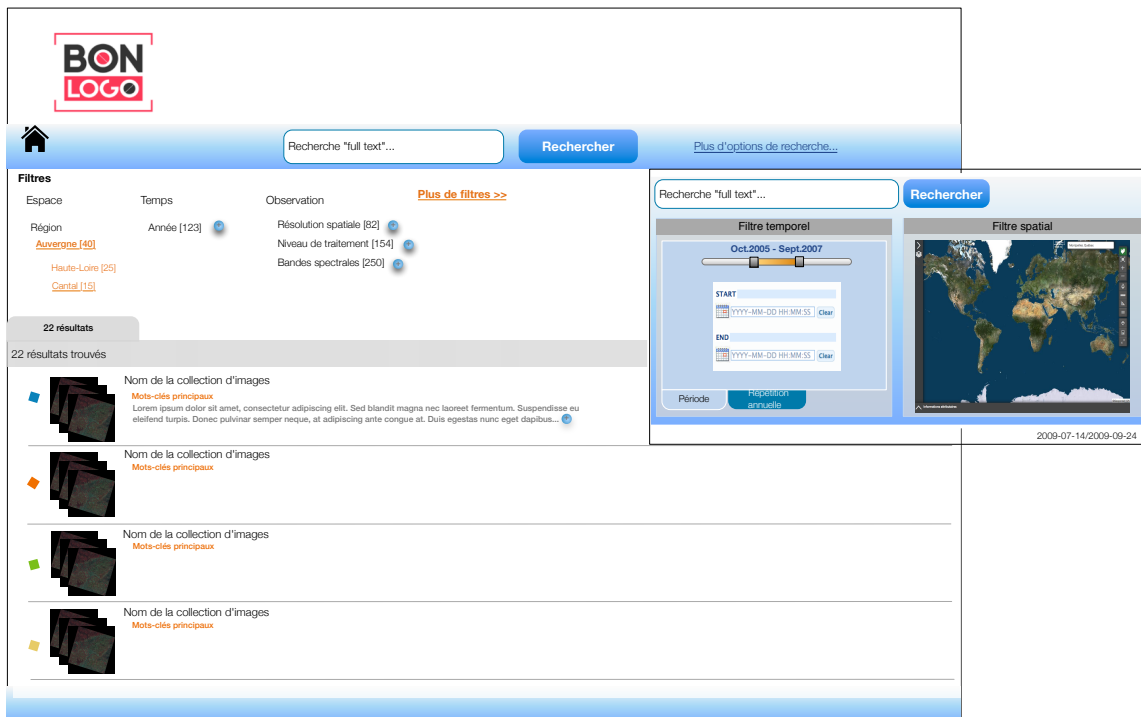 BON
LOGO
Recherche "full text"...
Rechercher
Plus d'options de recherche...
Filtres
Espace
Temps
Observation
Plus de filtres >>
Région
Auvergne [40]
Haute-Loire [25]
Cantal [15]
Année [123]
Résolution spatiale [82]
Niveau de traitement [154]
Bandes spectrales [250]
22 résultats
22 résultats trouvés
Nom de la collection d'images
Mots-clés principaux
Lorem ipsum dolor sit amet, consectetur adipiscing elit. Sed blandit magna nec laoreet fermentum. Suspendisse eu
eleifend turpis. Donec pulvinar semper neque, at adipiscing ante congue at. Duis egestas nunc eget dapibus...
Nom de la collection d'images
Mots-clés principaux
Nom de la collection d'images
Mots-clés principaux
Nom de la collection d'images
Mots-clés principaux
Recherche "full text"...
Rechercher
Filtre temporel
Oct.2005 - Sept.2007
START
YYYY-MM-DD HH:MM:SS Clear
END
YYYY-MM-DD HH:MM:SS Clear
Période
Répétition
annuelle
Filtre spatial
2009-07-14/2009-09-24